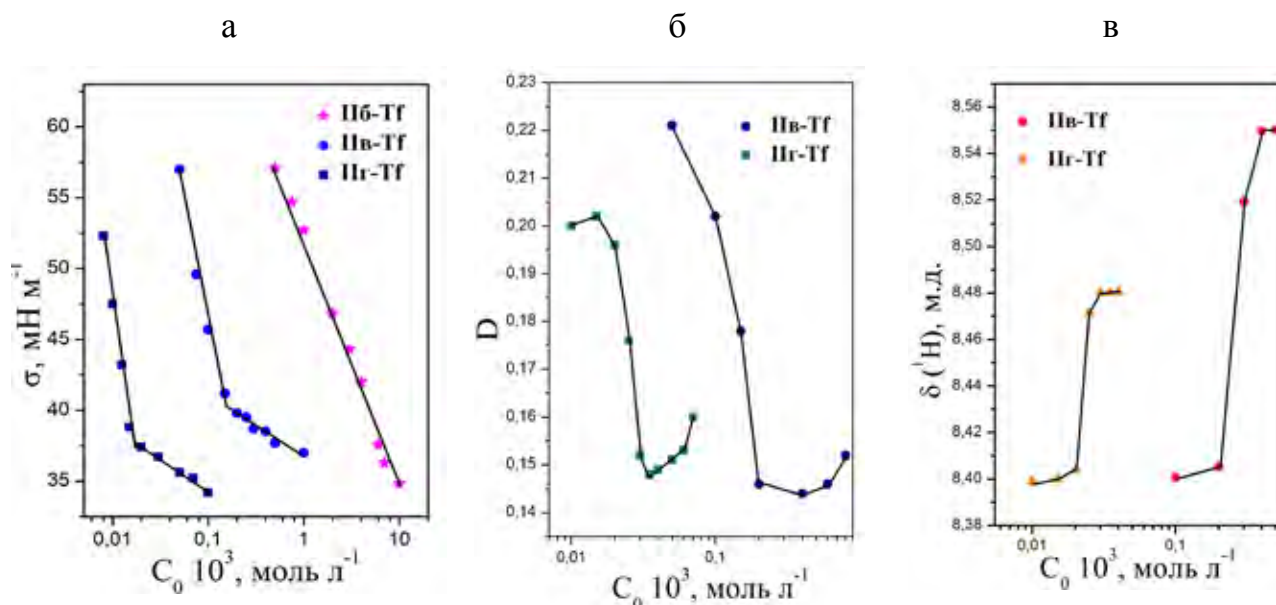 а б в
σ, мН м⁻¹
60
55
50
45
40
35
0,01 0,1 1 10
C₀ 10³, моль л⁻¹
IIб-Tf
IIв-Tf
IIг-Tf
D
0,23
0,22
0,21
0,20
0,19
0,18
0,17
0,16
0,15
0,14
0,01 0,1
C₀ 10³, моль л⁻¹
IIв-Tf
IIг-Tf
δ (¹H), м.д.
8,56
8,54
8,52
8,50
8,48
8,46
8,44
8,42
8,40
8,38
0,01 0,1
C₀ 10³, моль л⁻¹
IIв-Tf
IIг-Tf